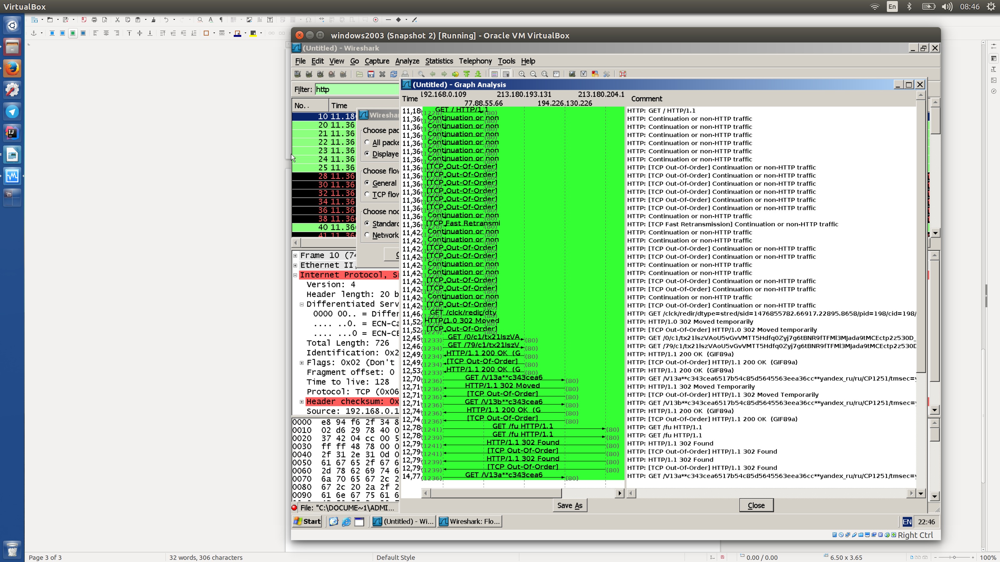 VirtualBox
En
08:46
windows2003 (Snapshot 2) [Running] - Oracle VM VirtualBox
(Untitled) - Wireshark
File Edit View Go Capture Analyze Statistics Telephony Tools Help
Filter: http
(Untitled) - Graph Analysis
192.168.0.109 213.180.193.131 213.180.204.1
Time 77.88.55.66 194.226.130.226 Comment
No. Time
10 11.18
20 11.36
21 11.36
22 11.36
23 11.36
24 11.36
25 11.36
28 11.36
30 11.36
32 11.36
34 11.36
36 11.36
38 11.36
40 11.36
41 11.36
Wireshar
Choose pac
All packe
Displaye
Choose flow
General
TCP flow
Choose nod
Standard
Network
Frame 10 (74
Ethernet II,
Internet Protocol, Sr
Version: 4
Header length: 20 b
Differentiated Serv
0000 00.. = Differ
.... ..0. = ECN-Ca
.... ...0 = ECN-CE
Total Length: 726
Identification: 0x2
Flags: 0x02 (Don't
Fragment offset: 0
Time to live: 128
Protocol: TCP (0x06
Header checksum: 0x
Source: 192.168.0.1
0000 e8 94 f6 2f 34 8
0010 02 d6 29 78 40 0
0020 37 42 04 cc 00 5
0030 ff ff 48 78 00 0
0040 2f 31 2e 31 0d 0
0050 61 67 65 2f 67 6
0060 2d 78 62 69 74 6
0070 6a 70 65 67 2c 2
0080 67 2c 20 2a 2f 2
0090 61 6e 67 75 61 6
11,18 (1228) GET / HTTP/1.1 (80) HTTP: GET / HTTP/1.1
11,36 (1228) Continuation or non (80) HTTP: Continuation or non-HTTP traffic
11,36 (1228) Continuation or non (80) HTTP: Continuation or non-HTTP traffic
11,36 (1228) Continuation or non (80) HTTP: Continuation or non-HTTP traffic
11,36 (1228) Continuation or non (80) HTTP: Continuation or non-HTTP traffic
11,36 (1228) Continuation or non (80) HTTP: Continuation or non-HTTP traffic
11,36 (1228) Continuation or non (80) HTTP: Continuation or non-HTTP traffic
11,36 (1228) [TCP Out-Of-Order] (80) HTTP: [TCP Out-Of-Order] Continuation or non-HTTP traffic
11,36 (1228) [TCP Out-Of-Order] (80) HTTP: [TCP Out-Of-Order] Continuation or non-HTTP traffic
11,36 (1228) [TCP Out-Of-Order] (80) HTTP: [TCP Out-Of-Order] Continuation or non-HTTP traffic
11,36 (1228) [TCP Out-Of-Order] (80) HTTP: [TCP Out-Of-Order] Continuation or non-HTTP traffic
11,36 (1228) [TCP Out-Of-Order] (80) HTTP: [TCP Out-Of-Order] Continuation or non-HTTP traffic
11,36 (1228) [TCP Out-Of-Order] (80) HTTP: [TCP Out-Of-Order] Continuation or non-HTTP traffic
11,36 (1228) Continuation or non (80) HTTP: Continuation or non-HTTP traffic
11,36 (1228) [TCP Fast Retransmi (80) HTTP: [TCP Fast Retransmission] Continuation or non-HTTP traffic
11,42 (1228) Continuation or non (80) HTTP: Continuation or non-HTTP traffic
11,42 (1228) Continuation or non (80) HTTP: Continuation or non-HTTP traffic
11,42 (1228) [TCP Out-Of-Order] (80) HTTP: [TCP Out-Of-Order] Continuation or non-HTTP traffic
11,42 (1228) [TCP Out-Of-Order] (80) HTTP: [TCP Out-Of-Order] Continuation or non-HTTP traffic
11,42 (1228) Continuation or non (80) HTTP: Continuation or non-HTTP traffic
11,42 (1228) Continuation or non (80) HTTP: Continuation or non-HTTP traffic
11,42 (1228) [TCP Out-Of-Order] (80) HTTP: [TCP Out-Of-Order] Continuation or non-HTTP traffic
11,42 (1228) [TCP Out-Of-Order] (80) HTTP: [TCP Out-Of-Order] Continuation or non-HTTP traffic
11,42 (1228) Continuation or non (80) HTTP: Continuation or non-HTTP traffic
11,42 (1228) [TCP Out-Of-Order] (80) HTTP: [TCP Out-Of-Order] Continuation or non-HTTP traffic
11,46 (1229) GET /clck/redir/dty (80) HTTP: GET /clck/redir/dtype=stred/sid=1476855782.66917.22895.8658/pid=198/cid=198/
11,52 (1229) HTTP/1.0 302 Moved (80) HTTP: HTTP/1.0 302 Moved temporarily
11,52 (1229) [TCP Out-Of-Order] (80) HTTP: [TCP Out-Of-Order] HTTP/1.0 302 Moved temporarily
12,45 (1233) GET /0/c1/tx21lszVA (80) HTTP: GET /0/c1/tx21lszVAoU5vGvVMTT5Hdfq0Zyj7g6tBNR9fTFMl3MJada9tMCEctp2z530D_
12,46 (1234) GET /79/c1/tx21lszV (80) HTTP: GET /79/c1/tx21lszVAoU5vGvVMTT5Hdfq0Zyj7g6tBNR9fTFMl3MJada9tMCEctp2z530D
12,49 (1234) HTTP/1.1 200 OK (G (80) HTTP: HTTP/1.1 200 OK (GIF89a)
12,49 (1234) [TCP Out-Of-Order] (80) HTTP: [TCP Out-Of-Order] HTTP/1.1 200 OK (GIF89a)
12,53 (1233) HTTP/1.1 200 OK (G (80) HTTP: HTTP/1.1 200 OK (GIF89a)
12,70 (1236) GET /V13a**c343cea6 (80) HTTP: GET /V13a**c343cea6517b54c85d5645563eea36cc**yandex_ru/ru/CP1251/tmsec=y
12,71 (1236) HTTP/1.1 302 Moved (80) HTTP: HTTP/1.1 302 Moved Temporarily
12,71 (1236) [TCP Out-Of-Order] (80) HTTP: [TCP Out-Of-Order] HTTP/1.1 302 Moved Temporarily
12,71 (1236) GET /V13b**c343cea6 (80) HTTP: GET /V13b**c343cea6517b54c85d5645563eea36cc**yandex_ru/ru/CP1251/tmsec=y
12,74 (1236) HTTP/1.1 200 OK (G (80) HTTP: HTTP/1.1 200 OK (GIF89a)
12,74 (1236) [TCP Out-Of-Order] (80) HTTP: [TCP Out-Of-Order] HTTP/1.1 200 OK (GIF89a)
12,78 (1241) GET /fu HTTP/1.1 (80) HTTP: GET /fu HTTP/1.1
12,78 (1239) GET /fu HTTP/1.1 (80) HTTP: GET /fu HTTP/1.1
12,79 (1241) HTTP/1.1 302 Found (80) HTTP: HTTP/1.1 302 Found
12,79 (1241) [TCP Out-Of-Order] (80) HTTP: [TCP Out-Of-Order] HTTP/1.1 302 Found
12,79 (1239) HTTP/1.1 302 Found (80) HTTP: HTTP/1.1 302 Found
12,79 (1239) [TCP Out-Of-Order] (80) HTTP: [TCP Out-Of-Order] HTTP/1.1 302 Found
14,77 (1236) GET /V13a**c343cea6 (80) HTTP: GET /V13a**c343cea6517b54c85d5645563eea36cc**yandex_ru/ru/CP1251/tmsec=y
Save As Close
File: "C:\DOCUME~1\ADMI...
Start (Untitled) - Wi... Wireshark: Flo... EN 22:46
Right Ctrl
Page 3 of 3 32 words, 306 characters Default Style 0.00 / 0.00 6.50 x 3.65 100%